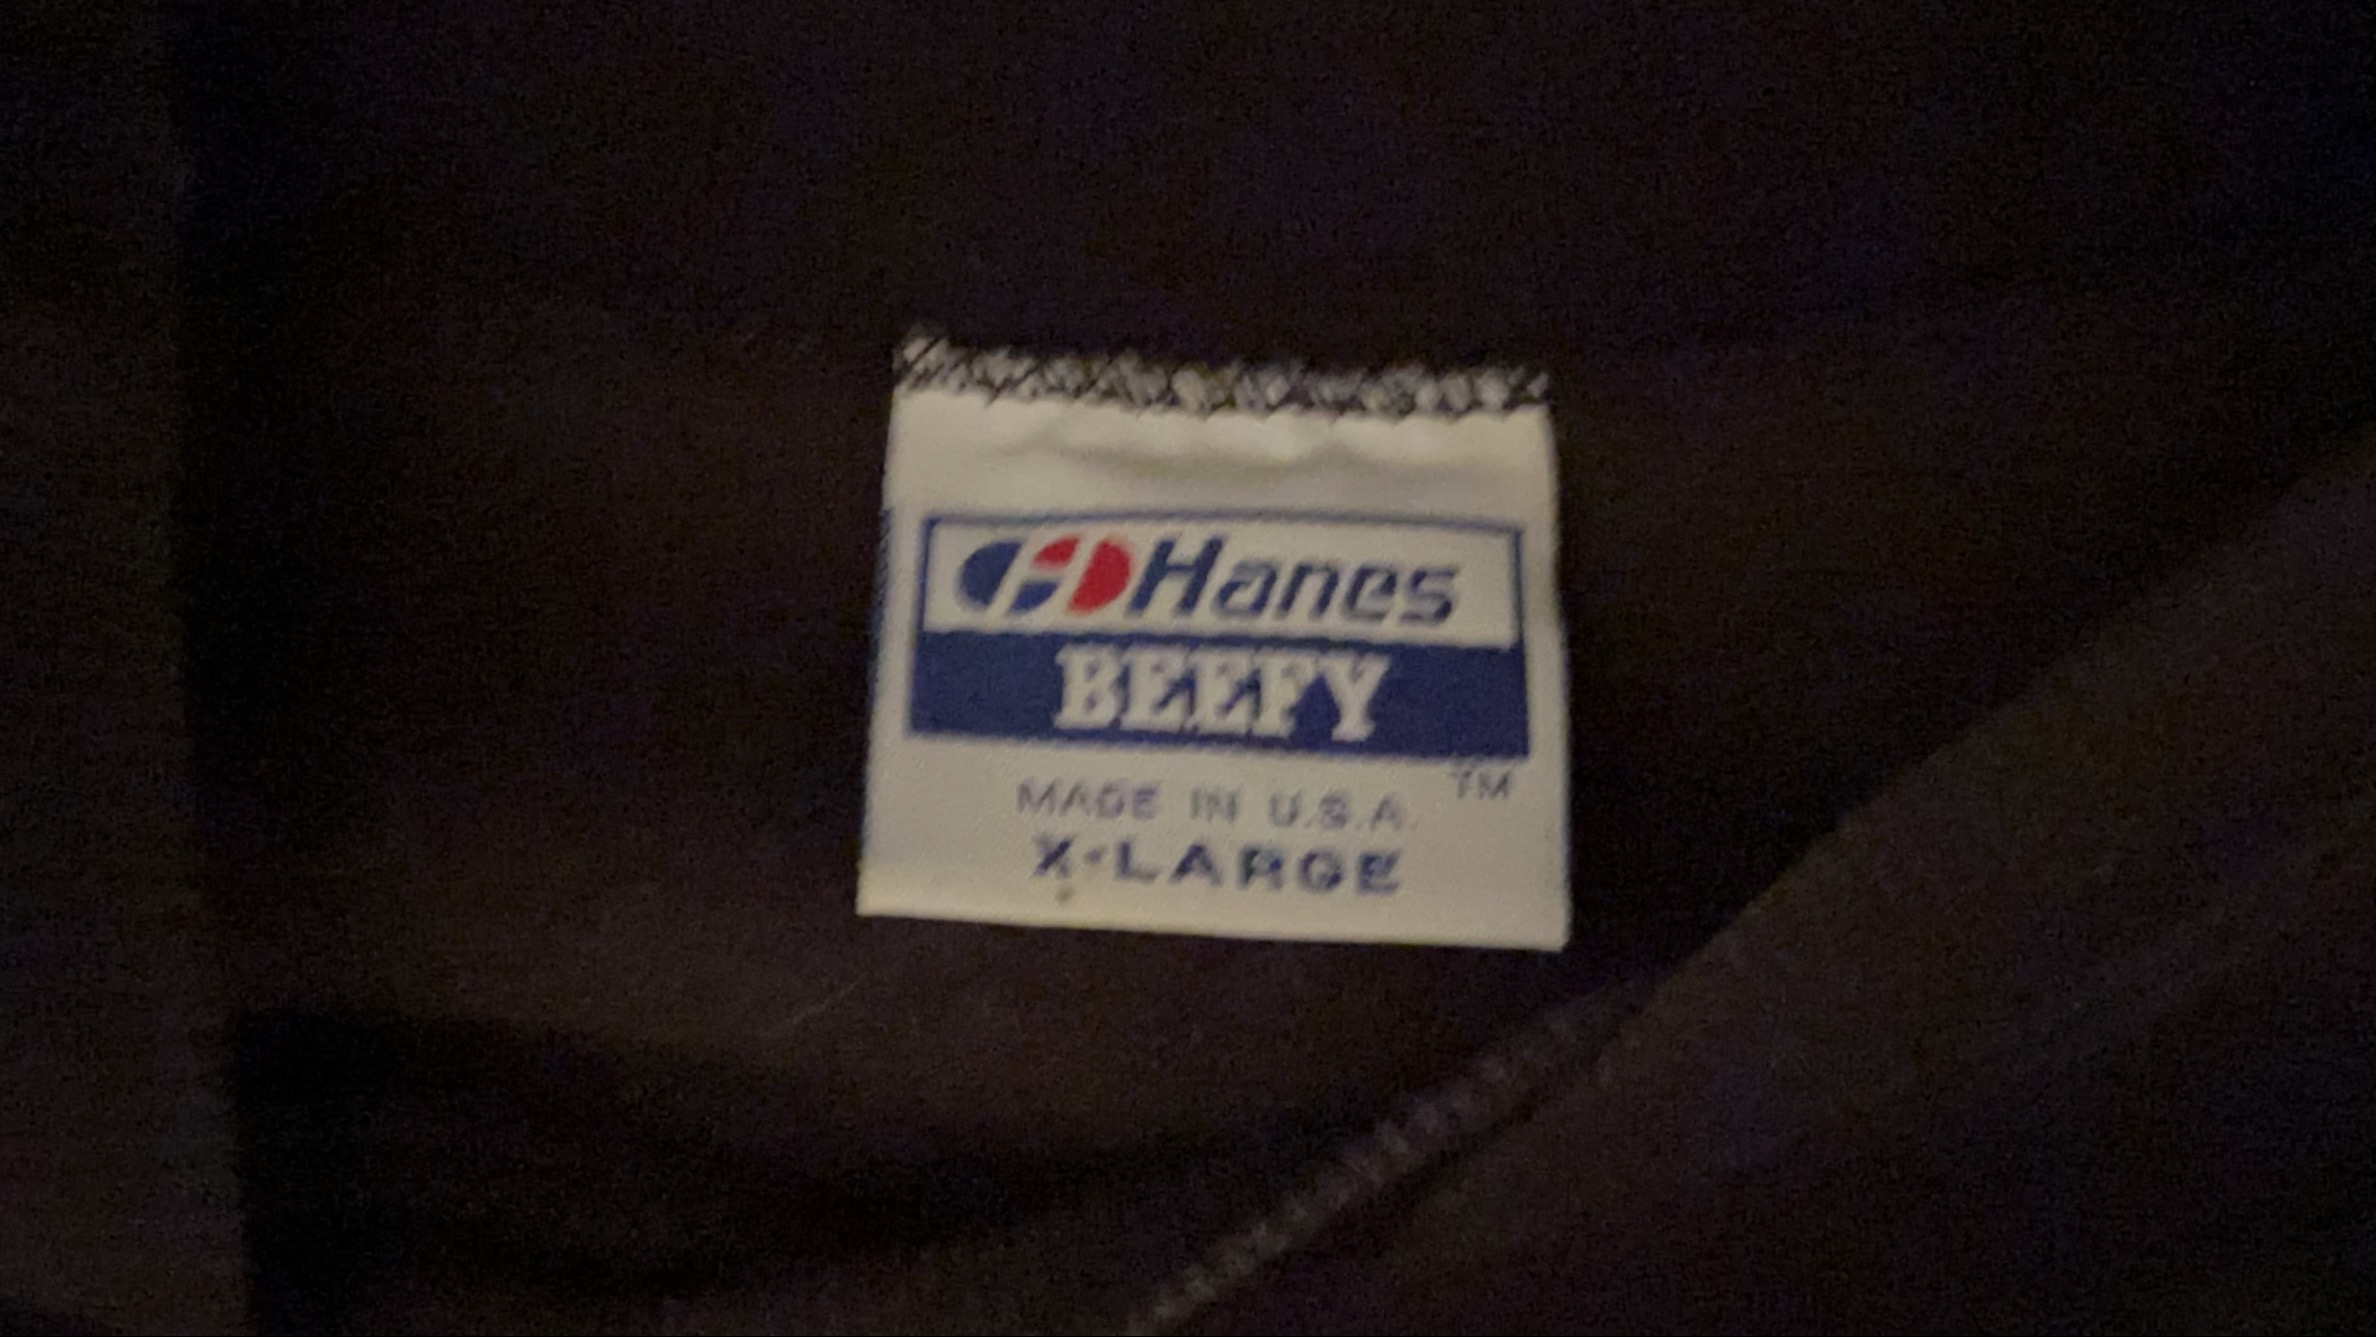 Hanes
BEEFY
TM
MADE IN U.S.A.
X-LARGE